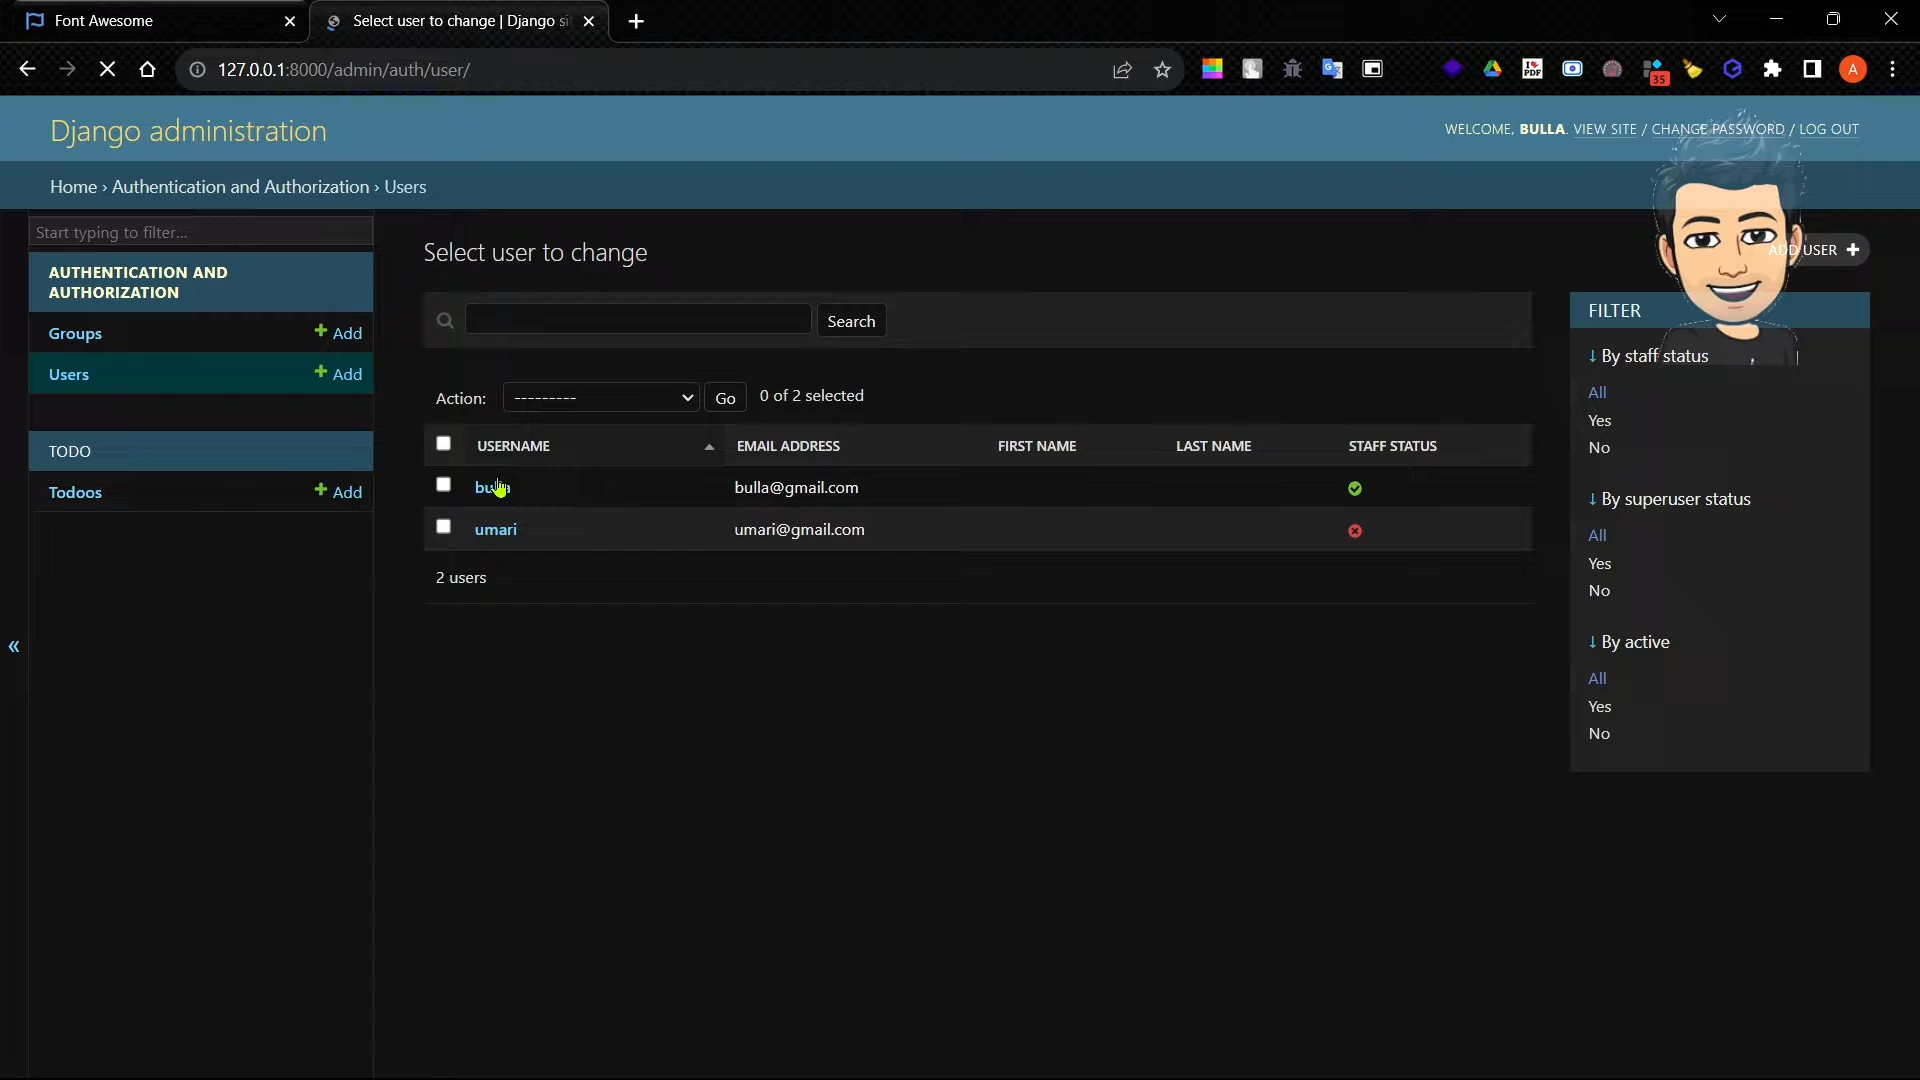 Font Awesome
Select user to change | Django si
127.0.0.1:8000/admin/auth/user/
35
A
Django administration
WELCOME, BULLA. VIEW SITE / CHANGE PASSWORD / LOG OUT
Home › Authentication and Authorization › Users
Start typing to filter...
AUTHENTICATION AND
AUTHORIZATION
Groups
+ Add
Users
+ Add
TODO
Todoos
+ Add
«
Select user to change
ADD USER +
Search
Action: --------- Go 0 of 2 selected
USERNAME EMAIL ADDRESS FIRST NAME LAST NAME STAFF STATUS
bulla bulla@gmail.com
umari umari@gmail.com
2 users
FILTER
↓ By staff status
All
Yes
No
↓ By superuser status
All
Yes
No
↓ By active
All
Yes
No